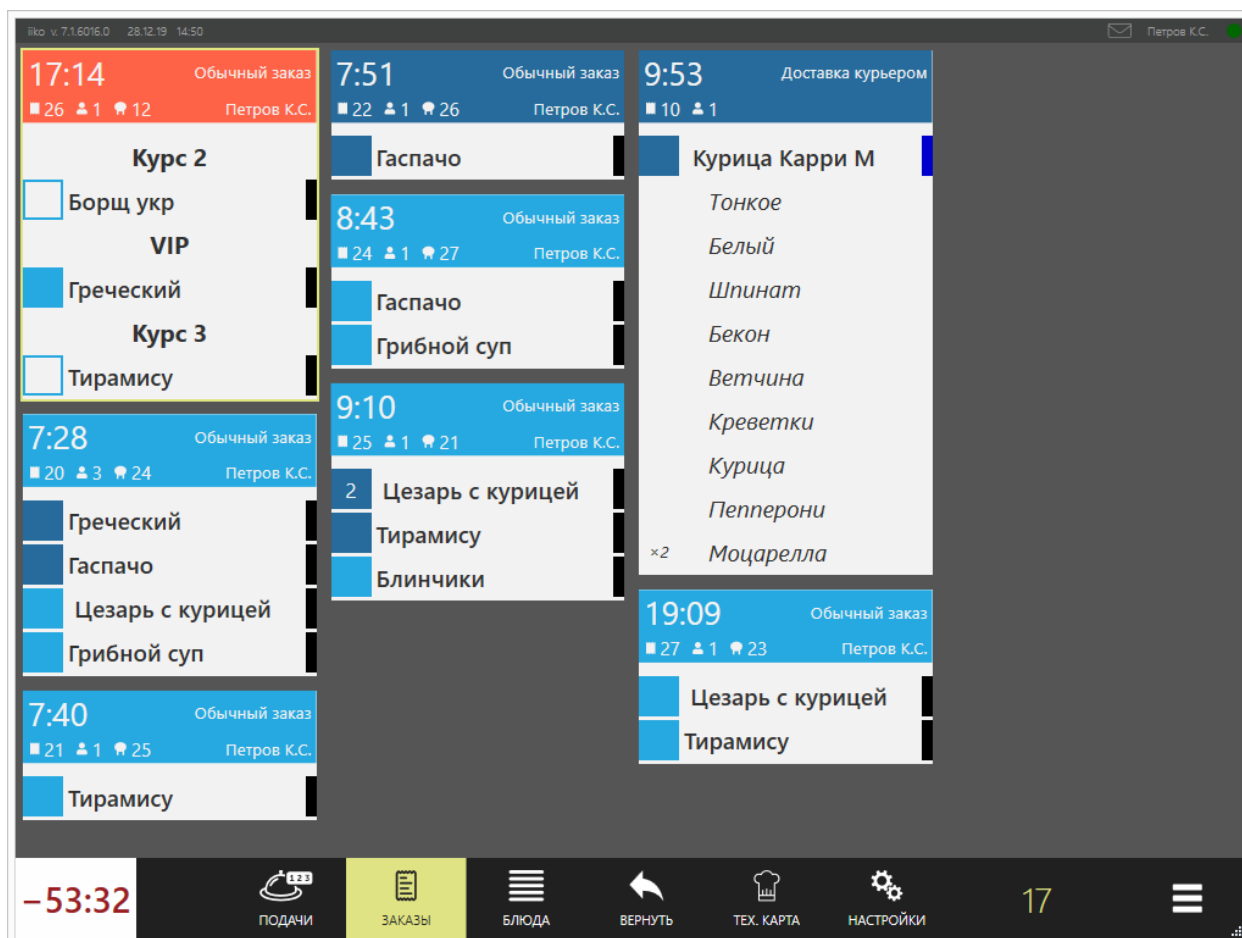 iiko v. 7.1.6016.0 28.12.19 14:50 Петров К.С.
17:14 Обычный заказ
26 1 12 Петров К.С.
Курс 2
Борщ укр
VIP
Греческий
Курс 3
Тирамису
7:28 Обычный заказ
20 3 24 Петров К.С.
Греческий
Гаспачо
Цезарь с курицей
Грибной суп
7:40 Обычный заказ
21 1 25 Петров К.С.
Тирамису
7:51 Обычный заказ
22 1 26 Петров К.С.
Гаспачо
8:43 Обычный заказ
24 1 27 Петров К.С.
Гаспачо
Грибной суп
9:10 Обычный заказ
25 1 21 Петров К.С.
2 Цезарь с курицей
Тирамису
Блинчики
9:53 Доставка курьером
10 1
Курица Карри М
Тонкое
Белый
Шпинат
Бекон
Ветчина
Креветки
Курица
Пепперони
×2 Моцарелла
19:09 Обычный заказ
27 1 23 Петров К.С.
Цезарь с курицей
Тирамису
–53:32
123
ПОДАЧИ
ЗАКАЗЫ
БЛЮДА
ВЕРНУТЬ
ТЕХ. КАРТА
НАСТРОЙКИ
17